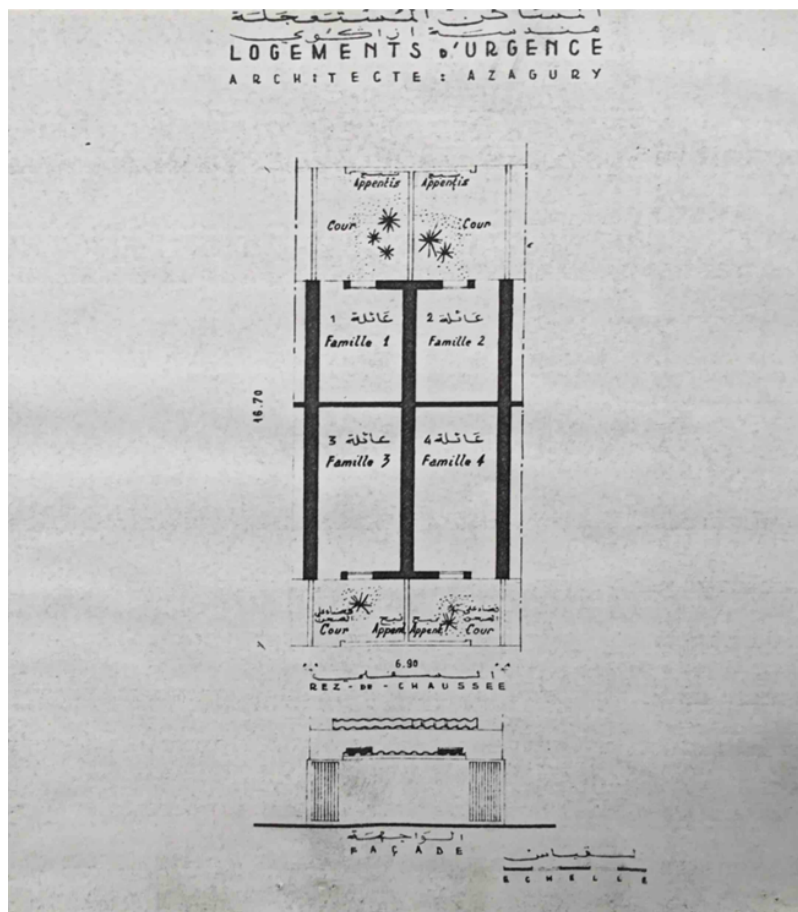 المساكن المستعجلة
هندسة ازاكوي
LOGEMENTS D'URGENCE
ARCHITECTE: AZAGURY
Appentis Appentis
Cour Cour
1 عائلة 2 عائلة
Famille 1 Famille 2
16.70
3 عائلة 4 عائلة
Famille 3 Famille 4
Cour Appent Appent Cour
6.90
REZ-DE-CHAUSSEE
الواجهة
FAÇADE
ECHELLE